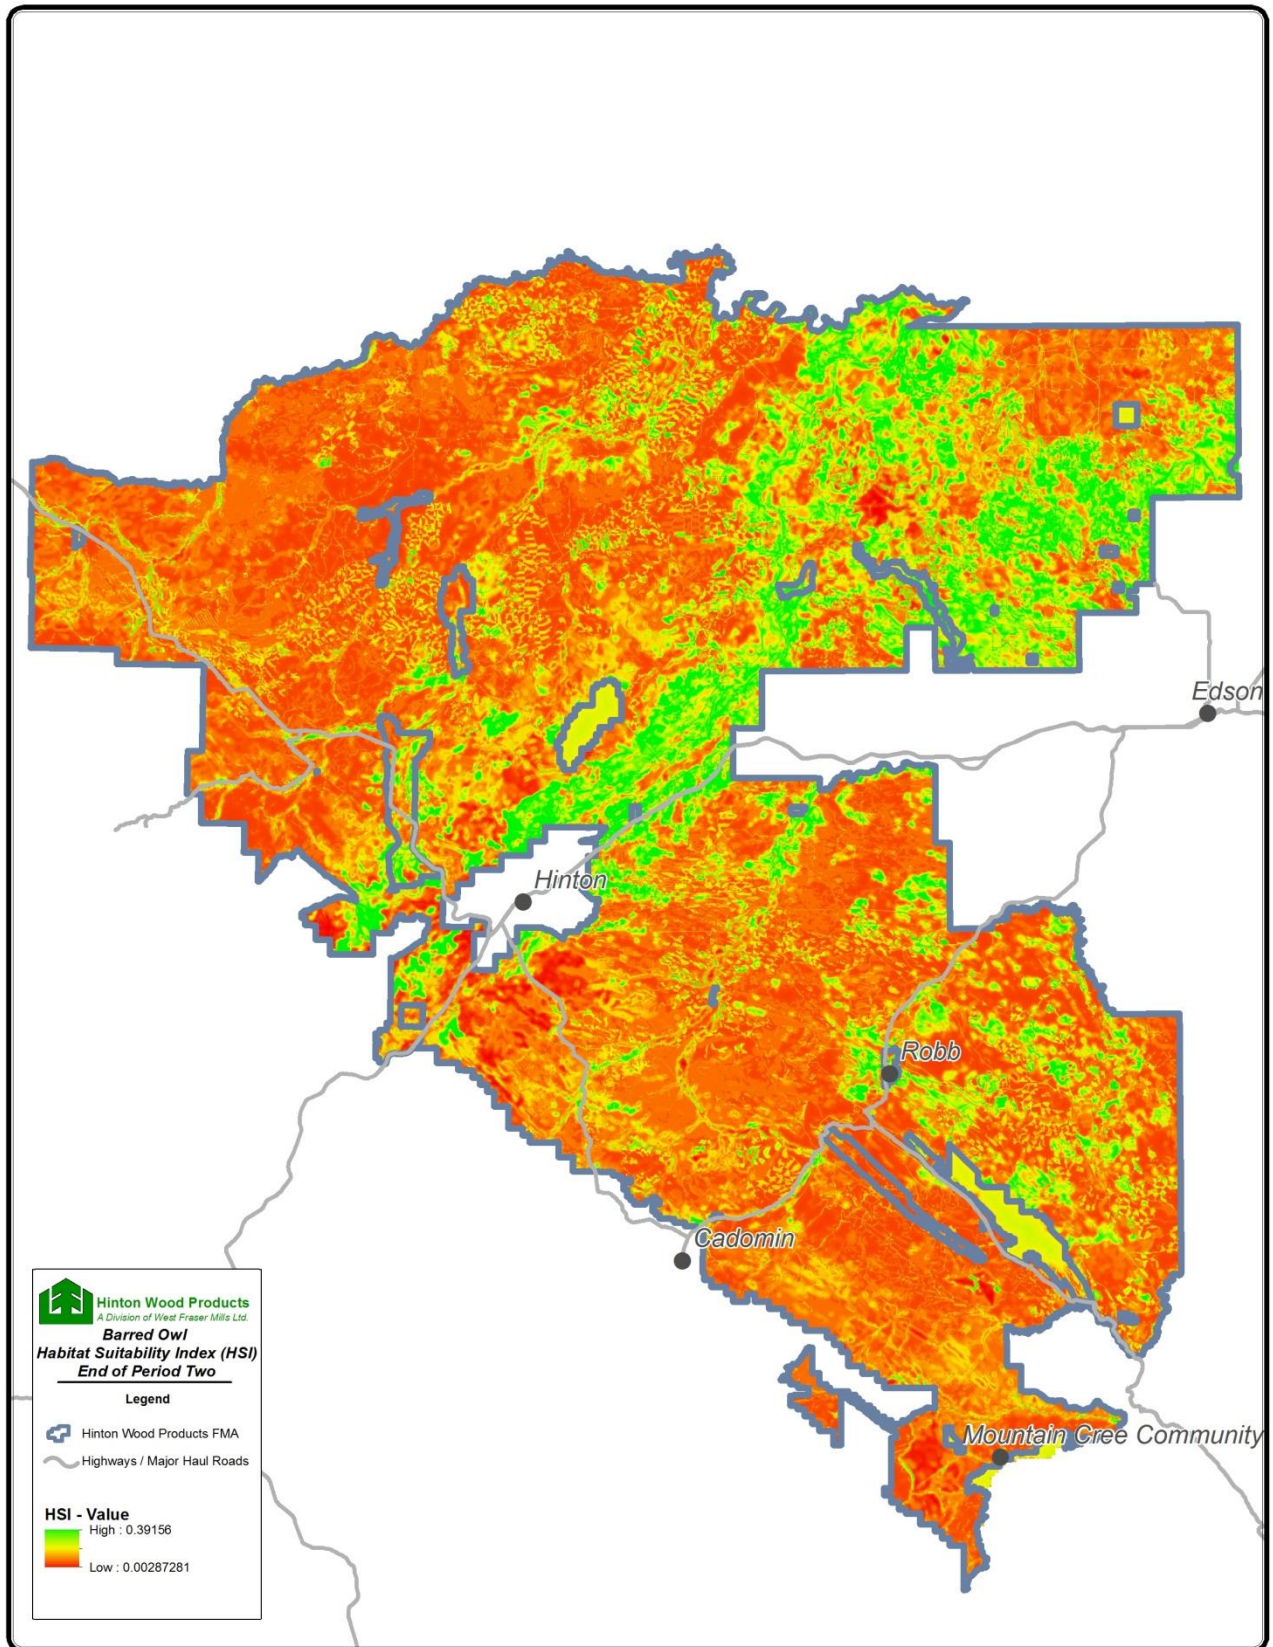 Edson
Hinton
Robb
Cadomin
Mountain Cree Community
Hinton Wood Products
A Division of West Fraser Mills Ltd.
Barred Owl
Habitat Suitability Index (HSI)
End of Period Two
Legend
Hinton Wood Products FMA
Highways / Major Haul Roads
HSI - Value
High : 0.39156
Low : 0.00287281